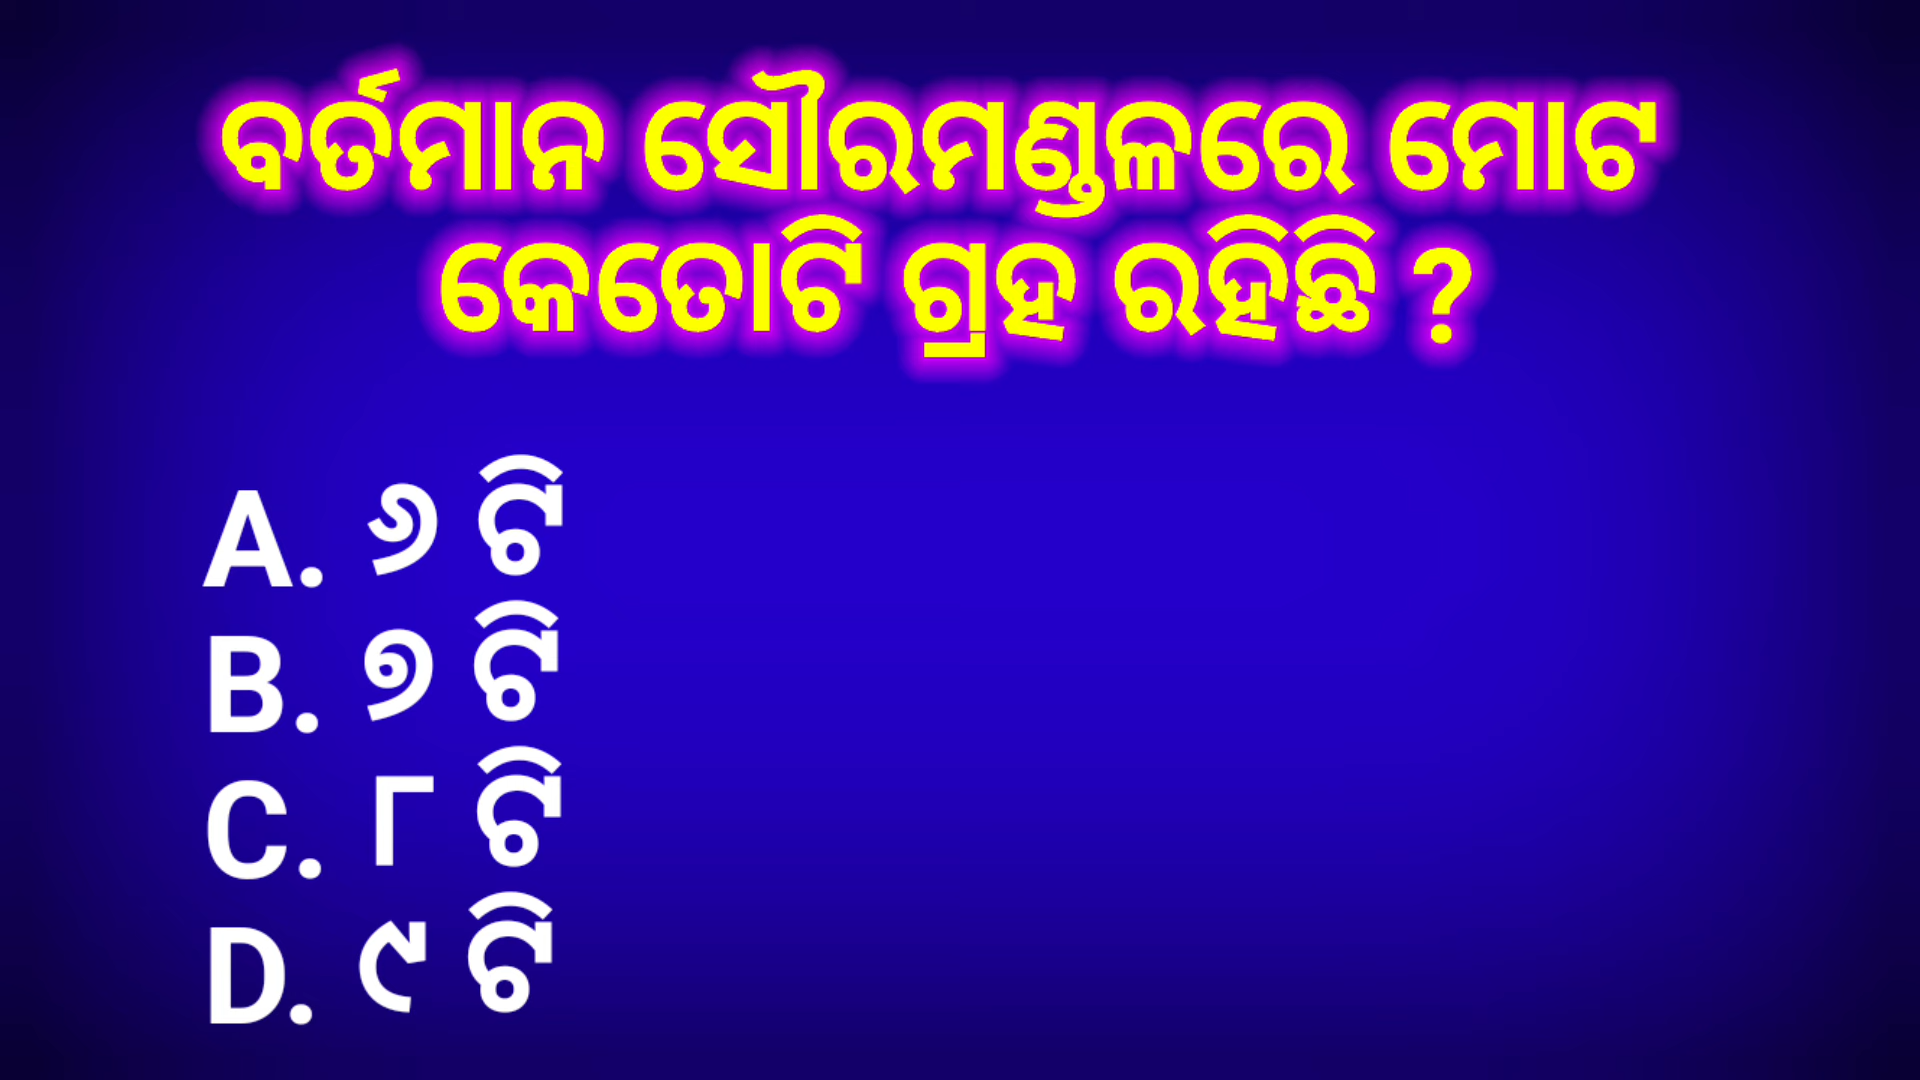 ବର୍ତମାନ ସୌରମଣ୍ଡଳରେ ମୋଟ
କେତୋଟି ଗ୍ରହ ରହିଛି ?
A. ୬ ଟି
B. ୭ ଟି
C. ୮ ଟି
D. ୯ ଟି